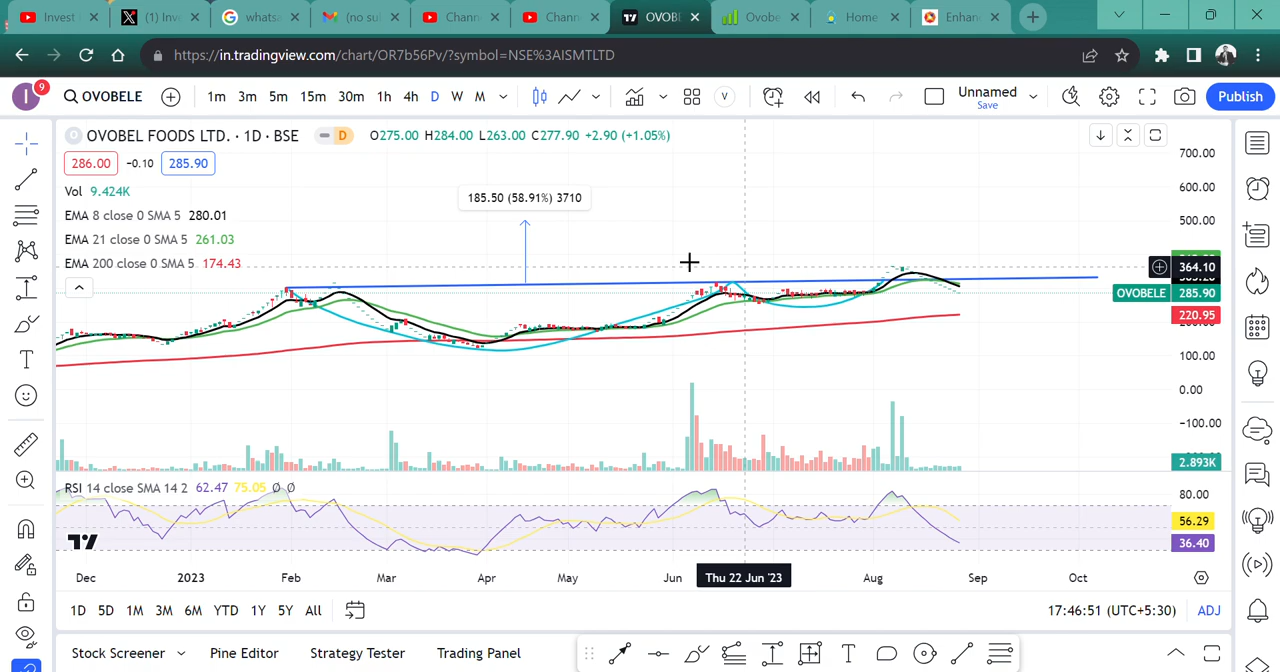 Invest
(1) Inv
whats
(no su
Chann
Chann
OVOBE
Ovobe
Home
Enhan
https://in.tradingview.com/chart/OR7b56Pv/?symbol=NSE%3AISMTLTD
I 9 OVOBELE 1m 3m 5m 15m 30m 1h 4h D W M V Unnamed Save Publish
OVOBEL FOODS LTD. · 1D · BSE D O275.00 H284.00 L263.00 C277.90 +2.90 (+1.05%)
286.00 −0.10 285.90
Vol 9.424K
EMA 8 close 0 SMA 5 280.01
EMA 21 close 0 SMA 5 261.03
EMA 200 close 0 SMA 5 174.43
185.50 (58.91%) 3710
700.00
600.00
500.00
364.10
OVOBELE 285.90
220.95
100.00
0.00
−100.00
2.893K
RSI 14 close SMA 14 2 62.47 75.05 Ø Ø
80.00
56.29
36.40
Dec 2023 Feb Mar Apr May Jun Thu 22 Jun '23 Aug Sep Oct
1D 5D 1M 3M 6M YTD 1Y 5Y All 17:46:51 (UTC+5:30) ADJ
Stock Screener Pine Editor Strategy Tester Trading Panel